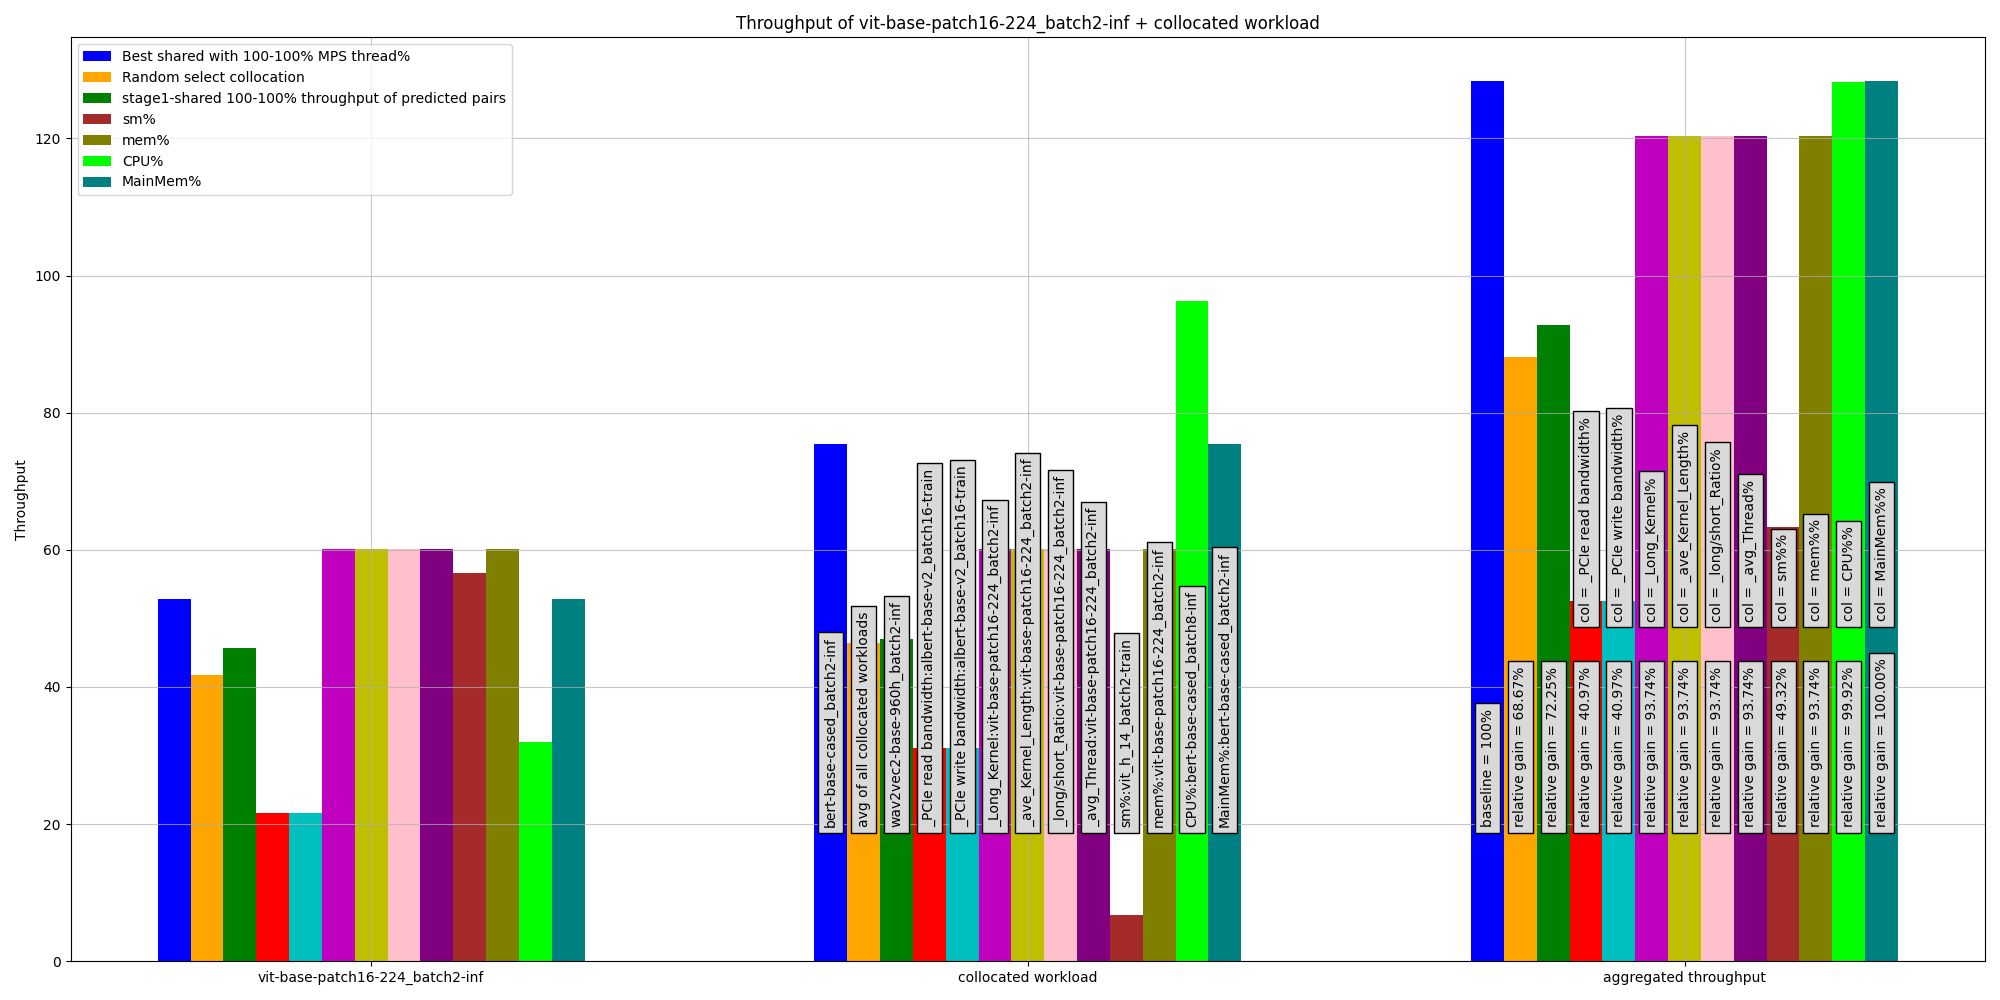 Throughput of vit-base-patch16-224_batch2-inf + collocated workload
Best shared with 100-100% MPS thread%
Random select collocation
stage1-shared 100-100% throughput of predicted pairs
sm%
mem%
CPU%
MainMem%
Throughput
120
100
80
60
40
20
0
bert-base-cased_batch2-inf
avg of all collocated workloads
wav2vec2-base-960h_batch2-inf
_PCIe read bandwidth:albert-base-v2_batch16-train
_PCIe write bandwidth:albert-base-v2_batch16-train
_Long_Kernel:vit-base-patch16-224_batch2-inf
_ave_Kernel_Length:vit-base-patch16-224_batch2-inf
_long/short_Ratio:vit-base-patch16-224_batch2-inf
_avg_Thread:vit-base-patch16-224_batch2-inf
sm%:vit_h_14_batch2-train
mem%:vit-base-patch16-224_batch2-inf
CPU%:bert-base-cased_batch8-inf
MainMem%:bert-base-cased_batch2-inf
col = _PCIe read bandwidth%
col = _PCIe write bandwidth%
col = _Long_Kernel%
col = _ave_Kernel_Length%
col = _long/short_Ratio%
col = _avg_Thread%
col = sm%%
col = mem%%
col = CPU%%
col = MainMem%%
baseline = 100%
relative gain = 68.67%
relative gain = 72.25%
relative gain = 40.97%
relative gain = 40.97%
relative gain = 93.74%
relative gain = 93.74%
relative gain = 93.74%
relative gain = 93.74%
relative gain = 49.32%
relative gain = 93.74%
relative gain = 99.92%
relative gain = 100.00%
vit-base-patch16-224_batch2-inf
collocated workload
aggregated throughput